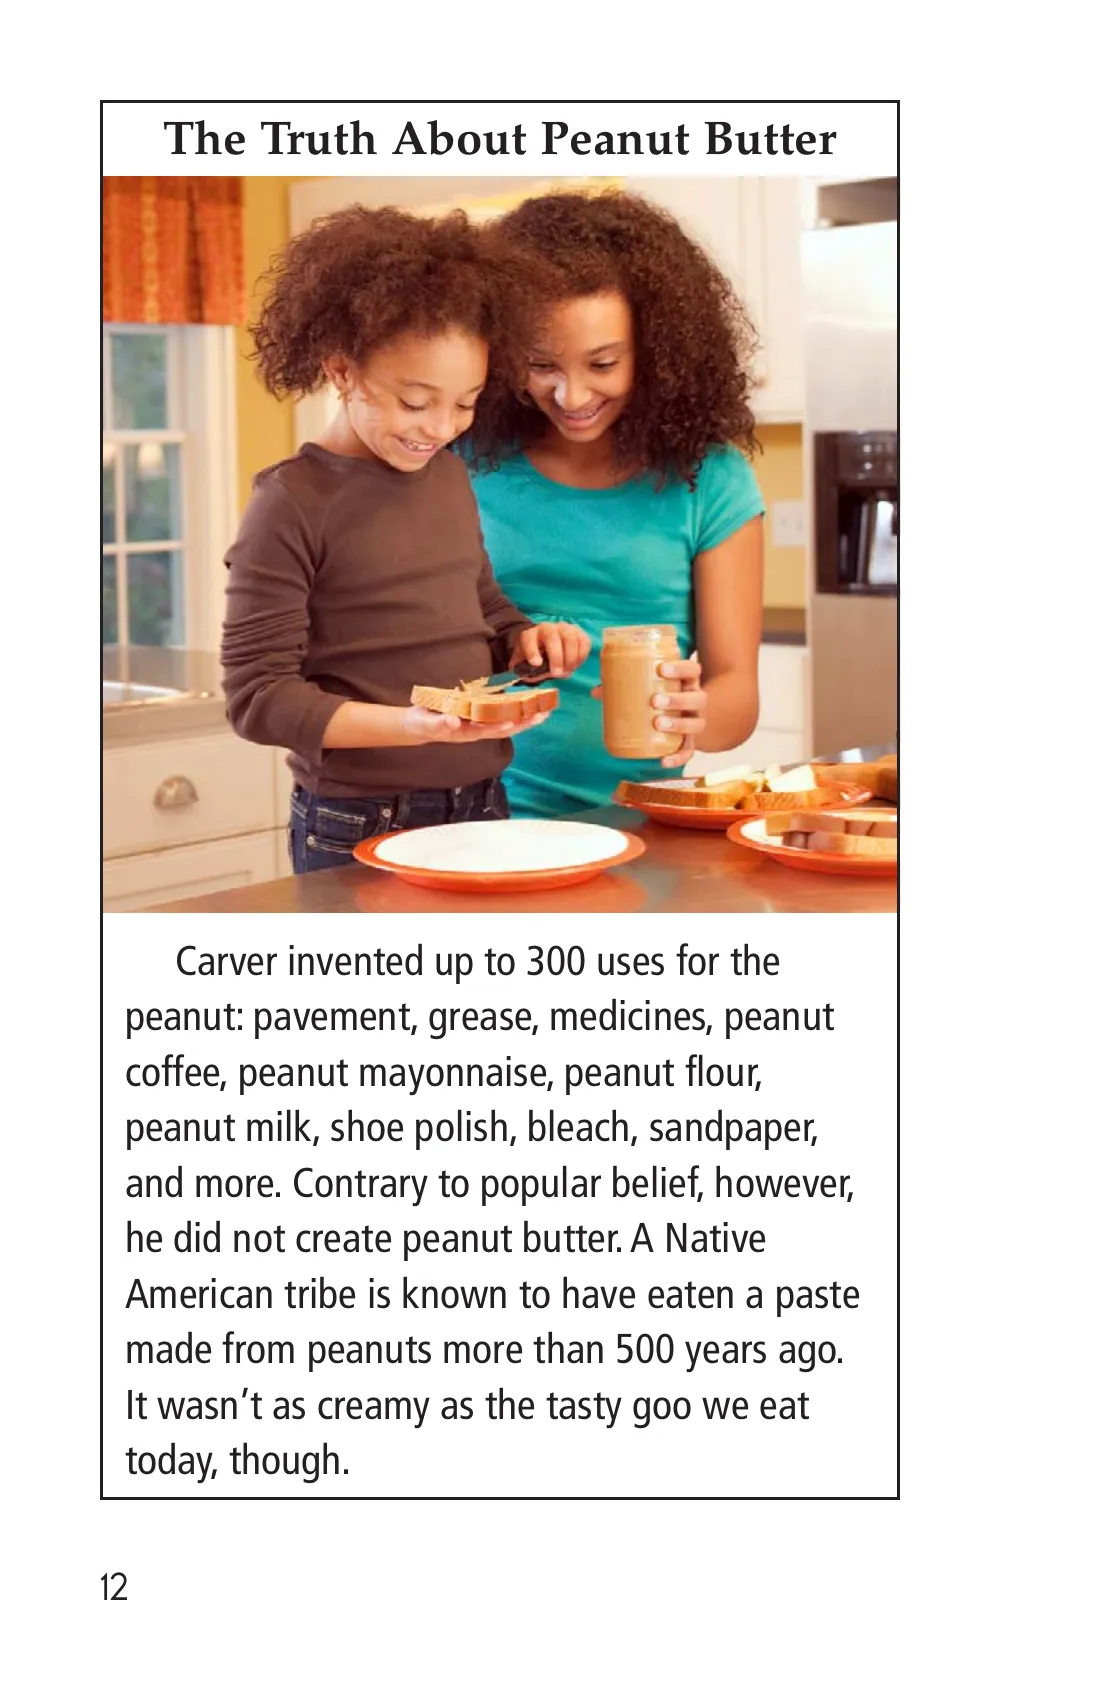 The Truth About Peanut Butter
Carver invented up to 300 uses for the
peanut: pavement, grease, medicines, peanut
coffee, peanut mayonnaise, peanut flour,
peanut milk, shoe polish, bleach, sandpaper,
and more. Contrary to popular belief, however,
he did not create peanut butter. A Native
American tribe is known to have eaten a paste
made from peanuts more than 500 years ago.
It wasn’t as creamy as the tasty goo we eat
today, though.
12